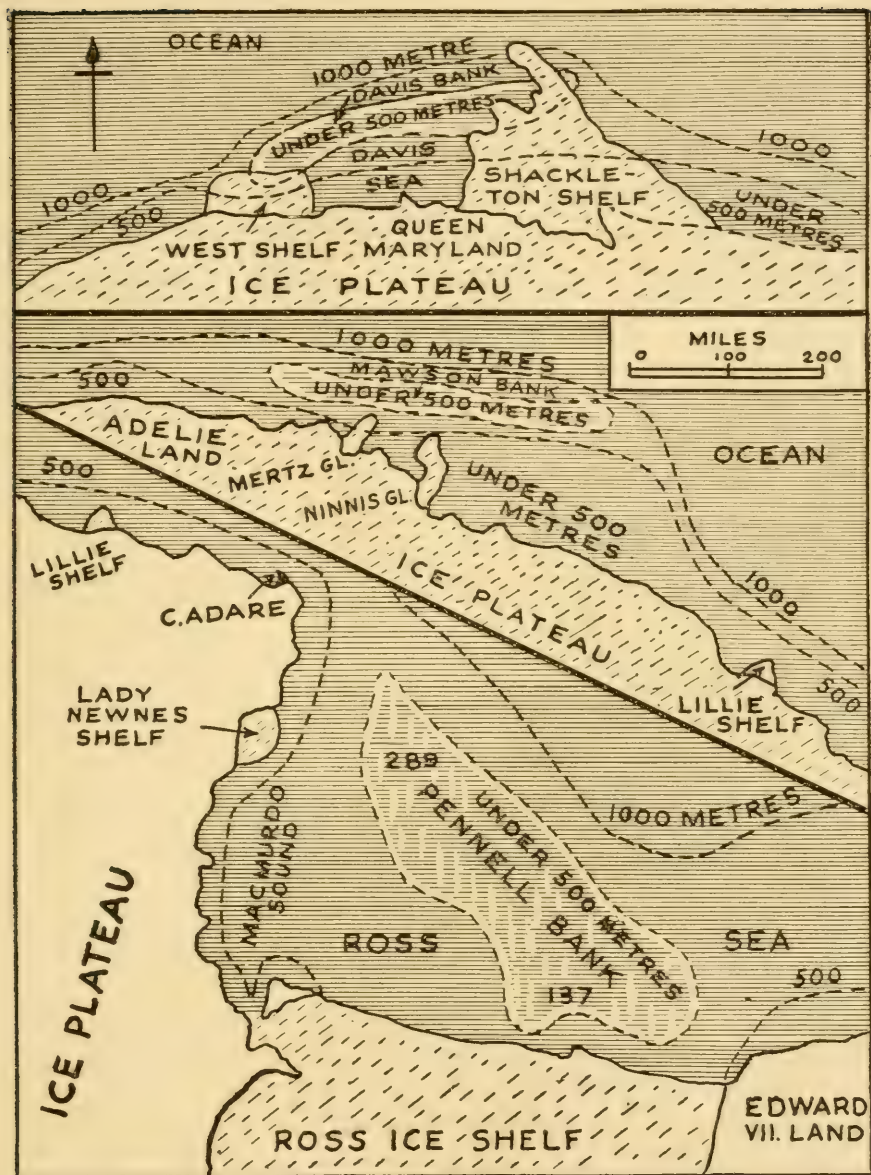 OCEAN
1000 METRE
DAVIS BANK
UNDER 500 METRES
DAVIS
SEA
1000
500
1000
UNDER
500 METRES
SHACKLE-
TON SHELF
QUEEN
WEST SHELF MARYLAND
ICE PLATEAU
MILES
0 100 200
1000 METRES
MAWSON BANK
UNDER 500 METRES
500
ADELIE
LAND
MERTZ GL.
NINNIS GL.
UNDER 500
METRES
OCEAN
ICE PLATEAU
1000
500
LILLIE
SHELF
500
LILLIE
SHELF
C. ADARE
LADY
NEWNES
SHELF
289
UNDER 500 METRES
PENNELL
BANK
137
1000 METRES
MACMURDO
SOUND
ROSS
SEA
500
ICE PLATEAU
ROSS ICE SHELF
EDWARD
VII. LAND